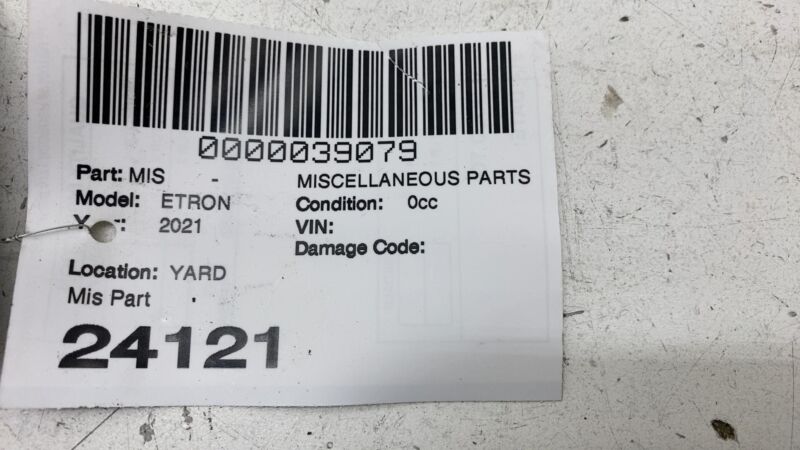 0000039079
Part: MIS - MISCELLANEOUS PARTS
Model: ETRON Condition: 0cc
2021 VIN:
Damage Code:
Location: YARD
Mis Part
24121